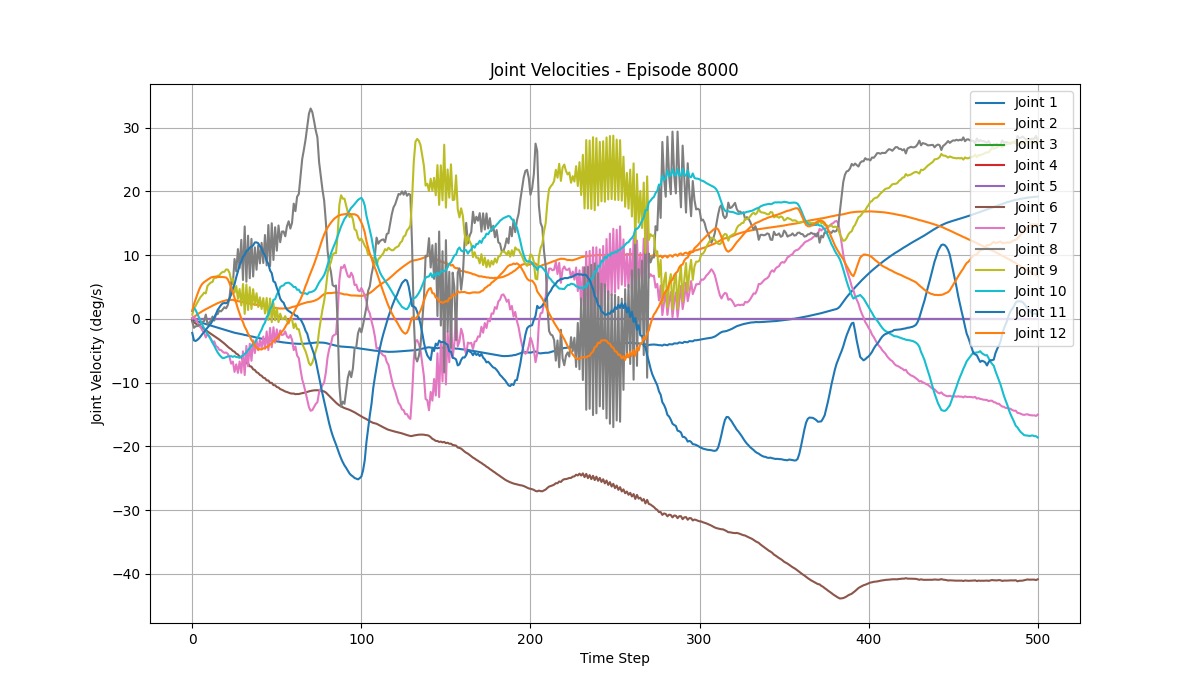 Joint Velocities - Episode 8000
Joint Velocity (deg/s)
30
20
10
0
−10
−20
−30
−40
0 100 200 300 400 500
Time Step
Joint 1
Joint 2
Joint 3
Joint 4
Joint 5
Joint 6
Joint 7
Joint 8
Joint 9
Joint 10
Joint 11
Joint 12